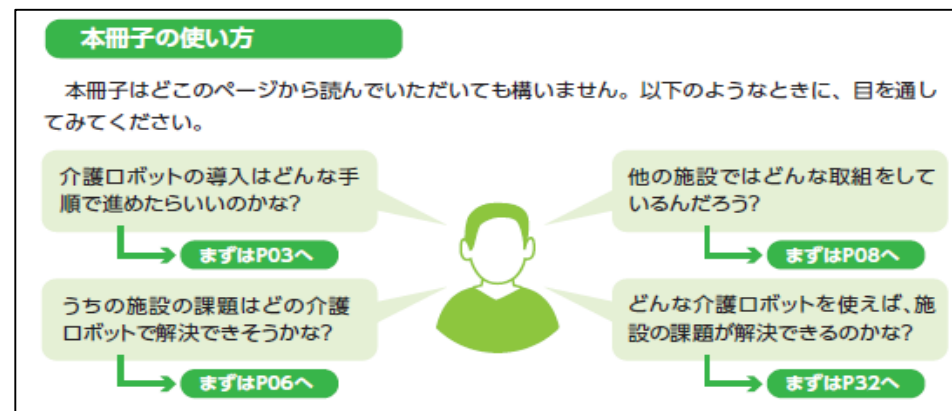 本冊子の使い方
本冊子はどこのページから読んでいただいても構いません。以下のようなときに、目を通し
てみてください。
介護ロボットの導入はどんな手
順で進めたらいいのかな？
まずはP03へ
他の施設ではどんな取組をして
いるんだろう？
まずはP08へ
うちの施設の課題はどの介護
ロボットで解決できそうかな？
まずはP06へ
どんな介護ロボットを使えば、施
設の課題が解決できるのかな？
まずはP32へ